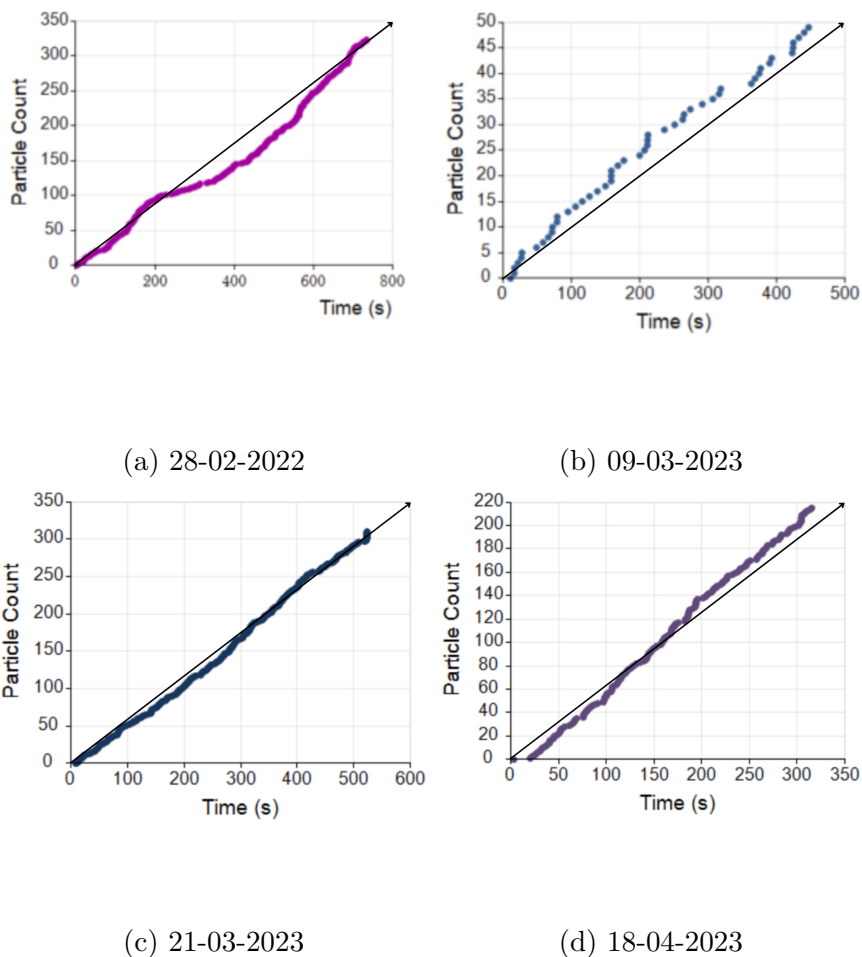 350
300
250
200
150
100
50
0
0 200 400 600 800
Particle Count
Time (s)
(a) 28-02-2022
50
45
40
35
30
25
20
15
10
5
0
0 100 200 300 400 500
Particle Count
Time (s)
(b) 09-03-2023
350
300
250
200
150
100
50
0
0 100 200 300 400 500 600
Particle Count
Time (s)
(c) 21-03-2023
220
200
180
160
140
120
100
80
60
40
20
0
0 50 100 150 200 250 300 350
Particle Count
Time (s)
(d) 18-04-2023